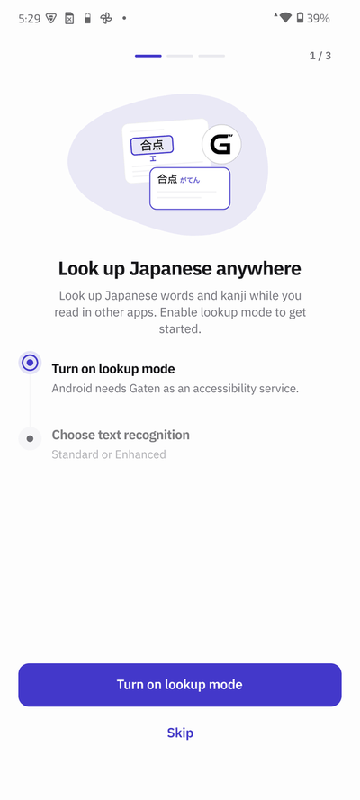 5:29
39%
1 / 3
合点
合点 がてん
G
Look up Japanese anywhere
Look up Japanese words and kanji while you
read in other apps. Enable lookup mode to get
started.
Turn on lookup mode
Android needs Gaten as an accessibility service.
Choose text recognition
Standard or Enhanced
Turn on lookup mode
Skip